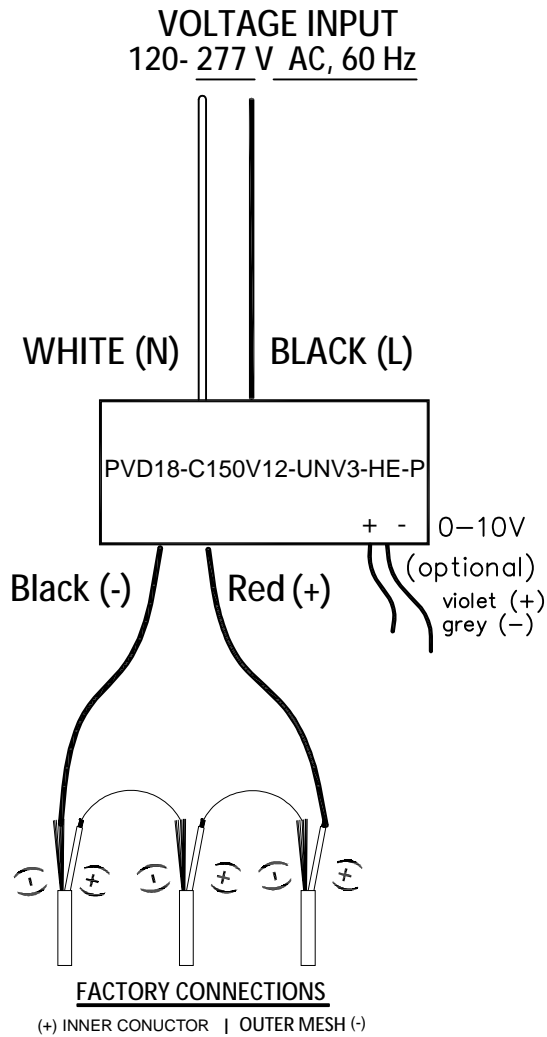 VOLTAGE INPUT
120- 277 V AC, 60 Hz
WHITE (N)
BLACK (L)
PVD18-C150V12-UNV3-HE-P
+ -
0-10V
(optional)
violet (+)
grey (-)
Black (-)
Red (+)
(-) (+) (-) (+) (-) (+)
FACTORY CONNECTIONS
(+) INNER CONUCTOR | OUTER MESH (-)